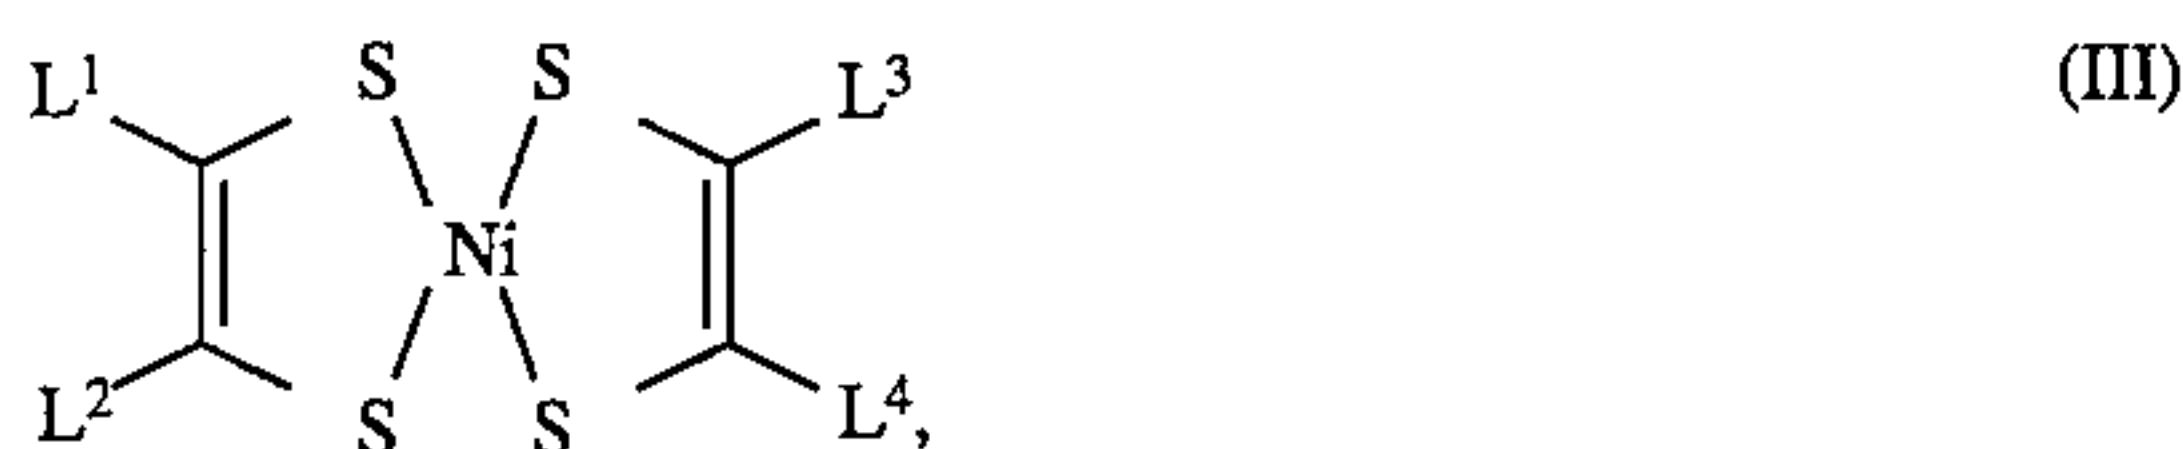 L¹ S S L³ (III)
Ni
L² S S L⁴,